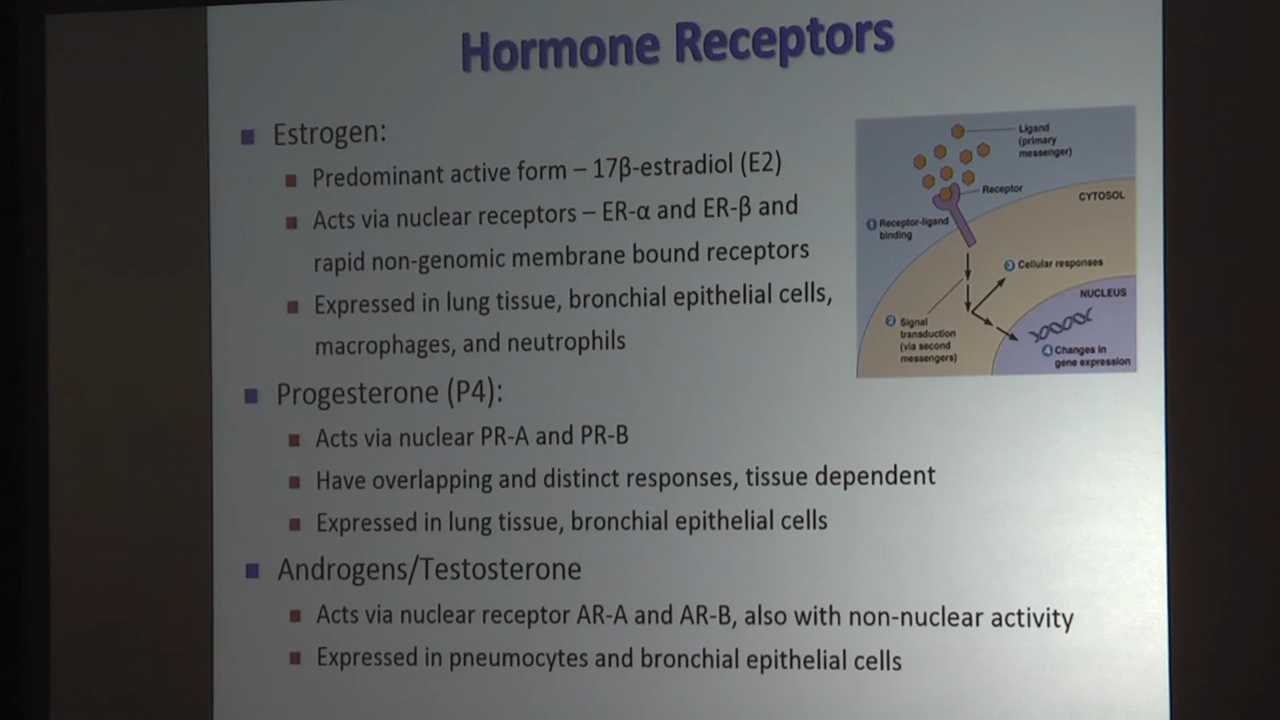 Hormone Receptors
Estrogen:
Predominant active form – 17β-estradiol (E2)
Acts via nuclear receptors – ER-α and ER-β and
rapid non-genomic membrane bound receptors
Expressed in lung tissue, bronchial epithelial cells,
macrophages, and neutrophils
Progesterone (P4):
Acts via nuclear PR-A and PR-B
Have overlapping and distinct responses, tissue dependent
Expressed in lung tissue, bronchial epithelial cells
Androgens/Testosterone
Acts via nuclear receptor AR-A and AR-B, also with non-nuclear activity
Expressed in pneumocytes and bronchial epithelial cells
Ligand
(primary
messenger)
Receptor
CYTOSOL
1 Receptor-ligand
binding
3 Cellular responses
NUCLEUS
2 Signal
transduction
(via second
messengers)
4 Changes in
gene expression